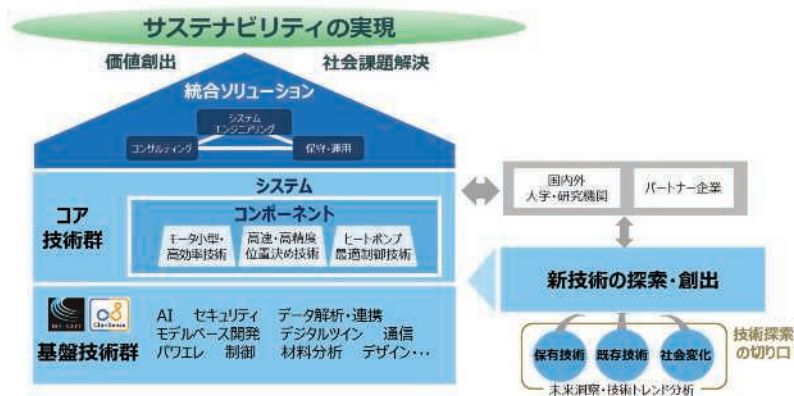 サステナビリティの実現
価値創出
社会課題解決
統合ソリューション
システム
エンジニアリング
コンサルティング
保守・運用
システム
コア
技術群
コンポーネント
モータ小型・
高効率技術
高速・高精度
位置決め技術
ヒートポンプ
最適制御技術
基盤技術群
AI セキュリティ データ解析・連携
モデルベース開発 デジタルツイン 通信
パワエレ 制御 材料分析 デザイン・・・
国内外
大学・研究機関
パートナー企業
新技術の探索・創出
保有技術
既存技術
社会変化
技術探索
の切り口
未来洞察・技術トレンド分析